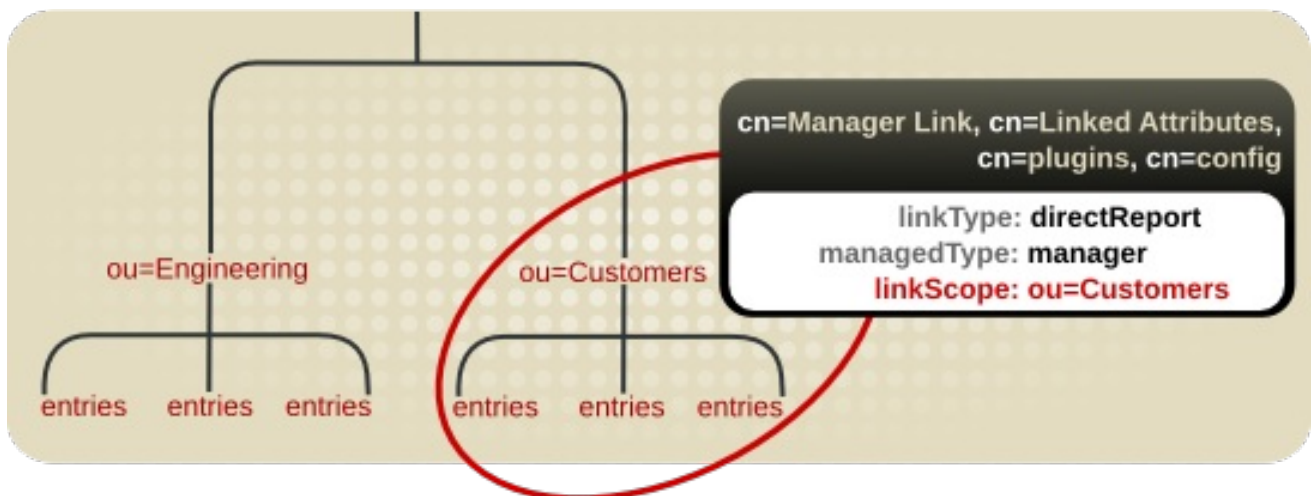 cn=Manager Link, cn=Linked Attributes,
cn=plugins, cn=config
linkType: directReport
managedType: manager
linkScope: ou=Customers
ou=Engineering
ou=Customers
entries entries entries
entries entries entries